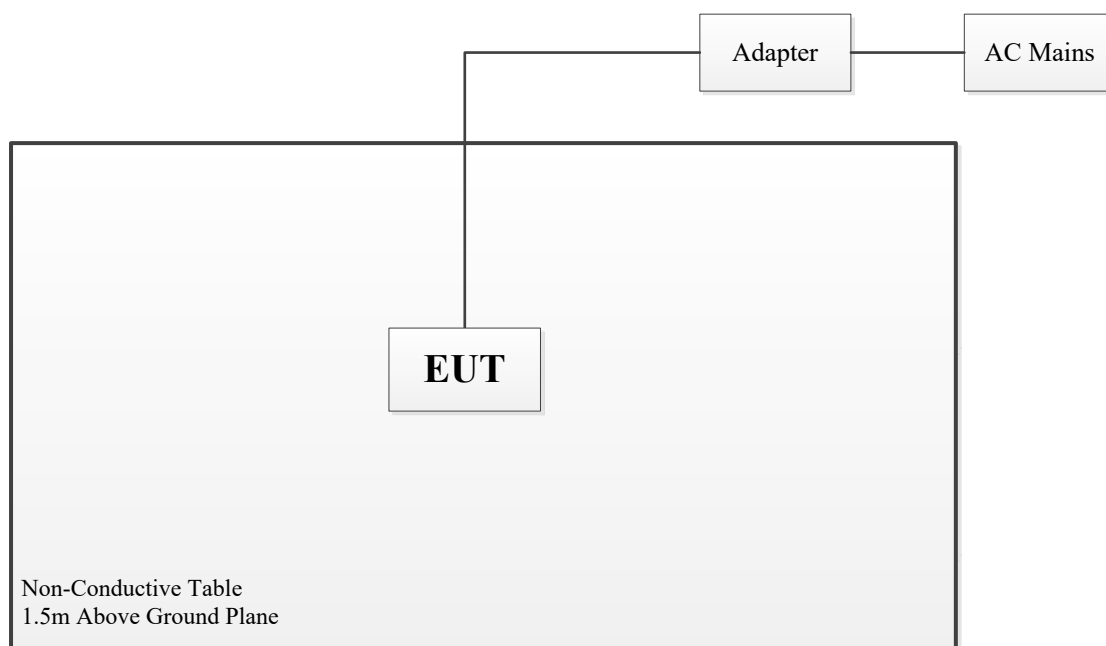 Adapter
AC Mains
EUT
Non-Conductive Table
1.5m Above Ground Plane